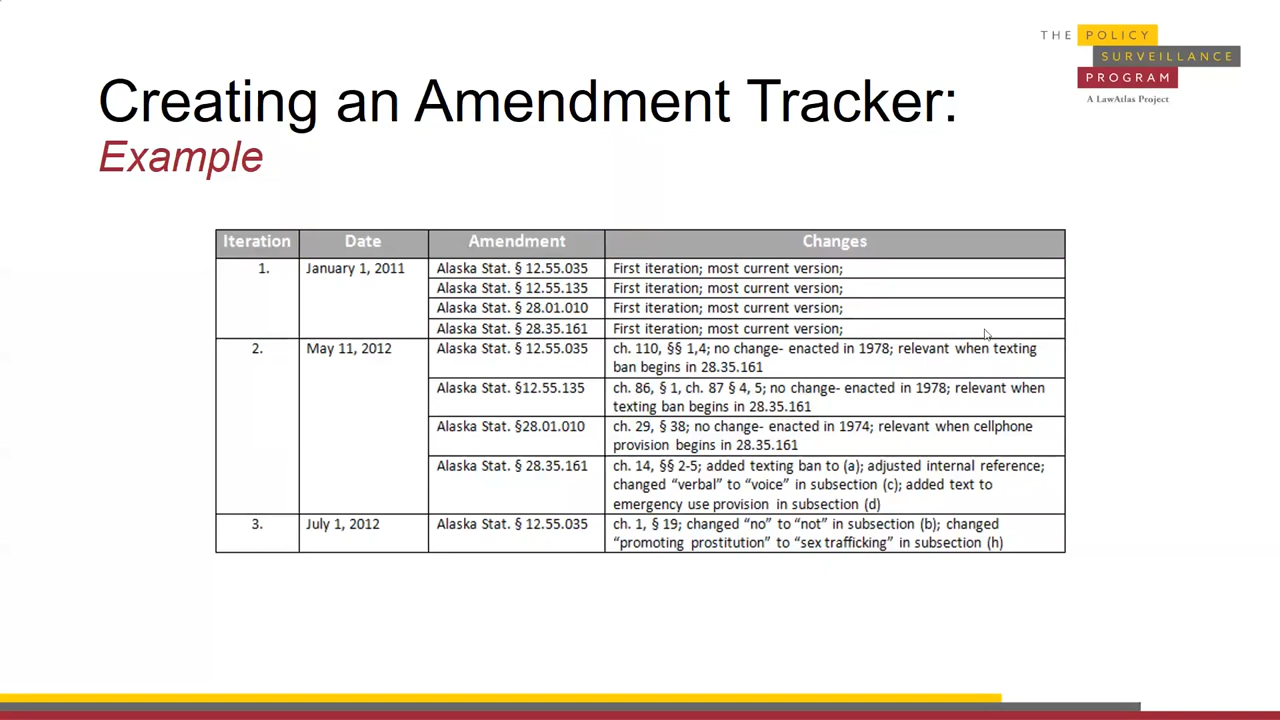 THE POLICY
SURVEILLANCE
PROGRAM
A LawAtlas Project
Creating an Amendment Tracker:
Example
Iteration Date Amendment Changes
1. January 1, 2011 Alaska Stat. § 12.55.035 First iteration; most current version;
Alaska Stat. § 12.55.135 First iteration; most current version;
Alaska Stat. § 28.01.010 First iteration; most current version;
Alaska Stat. § 28.35.161 First iteration; most current version;
2. May 11, 2012 Alaska Stat. § 12.55.035 ch. 110, §§ 1,4; no change- enacted in 1978; relevant when texting
ban begins in 28.35.161
Alaska Stat. §12.55.135 ch. 86, § 1, ch. 87 § 4, 5; no change- enacted in 1978; relevant when
texting ban begins in 28.35.161
Alaska Stat. §28.01.010 ch. 29, § 38; no change- enacted in 1974; relevant when cellphone
provision begins in 28.35.161
Alaska Stat. § 28.35.161 ch. 14, §§ 2-5; added texting ban to (a); adjusted internal reference;
changed “verbal” to “voice” in subsection (c); added text to
emergency use provision in subsection (d)
3. July 1, 2012 Alaska Stat. § 12.55.035 ch. 1, § 19; changed “no” to “not” in subsection (b); changed
“promoting prostitution” to “sex trafficking” in subsection (h)